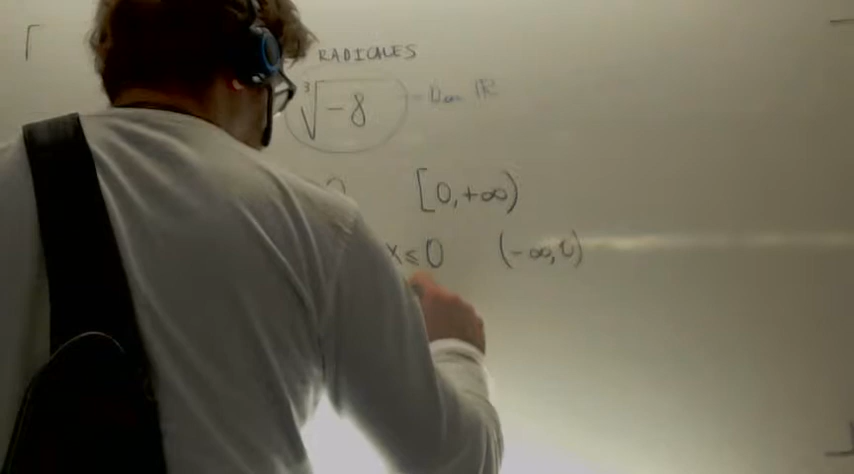 RADICALES
∛-8 - Dom ℝ
[0,+∞)
x≤0 (-∞,0)